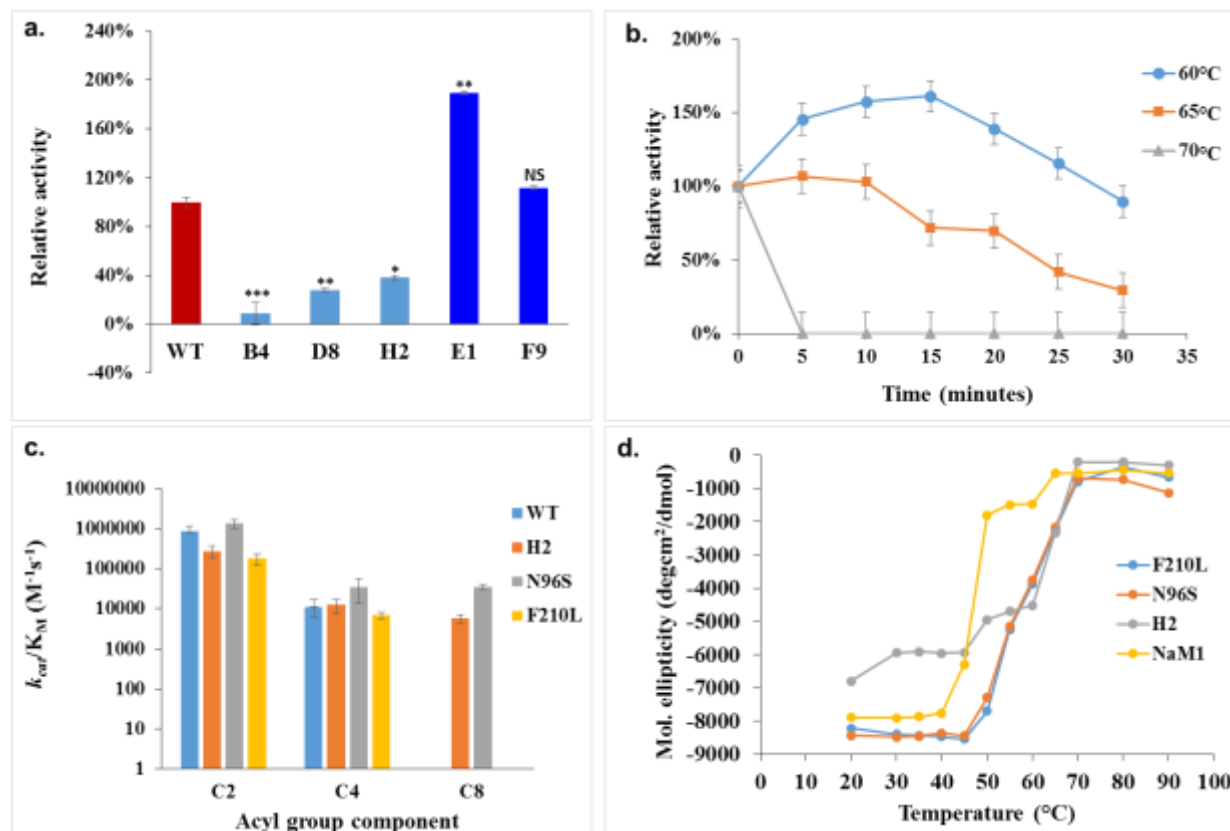 a.
240%
200%
160%
120%
80%
40%
0%
-40%
Relative activity
***
**
*
**
NS
WT B4 D8 H2 E1 F9
b.
200%
150%
100%
50%
0%
Relative activity
0 5 10 15 20 25 30 35
Time (minutes)
60°C
65°C
70°C
c.
10000000
1000000
100000
10000
1000
100
10
1
kcat/KM (M-1s-1)
C2 C4 C8
Acyl group component
WT
H2
N96S
F210L
d.
0
-1000
-2000
-3000
-4000
-5000
-6000
-7000
-8000
-9000
Mol. ellipticity (degcm²/dmol)
0 10 20 30 40 50 60 70 80 90 100
Temperature (°C)
F210L
N96S
H2
NaM1